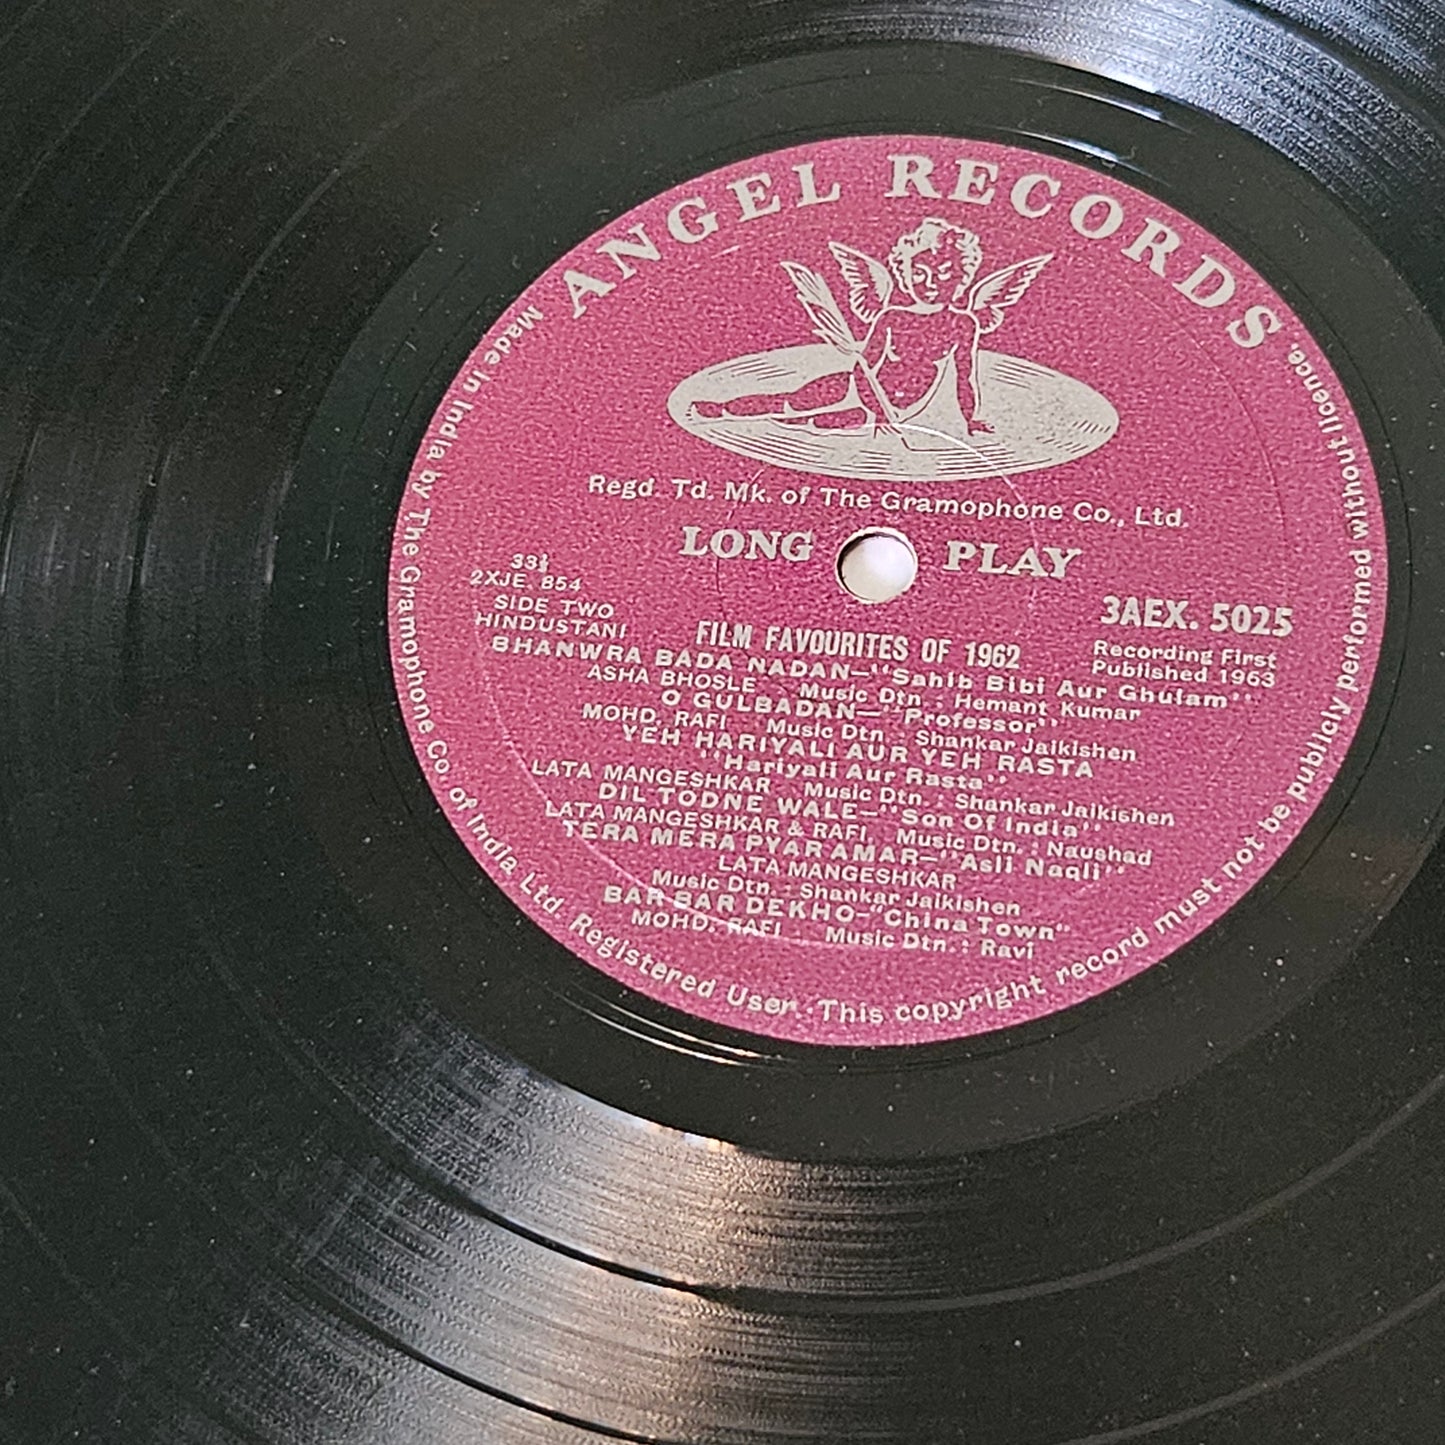 ANGEL RECORDS
Regd. Td. Mk. of The Gramophone Co., Ltd.
LONG PLAY
33⅓
2XJE. 854
SIDE TWO
HINDUSTANI
3AEX. 5025
Recording First
Published 1963
FILM FAVOURITES OF 1962
BHANWRA BADA NADAN—"Sahib Bibi Aur Ghulam"
ASHA BHOSLE Music Dtn : Hemant Kumar
O GULBADAN—"Professor"
MOHD. RAFI Music Dtn : Shankar Jaikishen
YEH HARIYALI AUR YEH RASTA
"Hariyali Aur Rasta"
LATA MANGESHKAR Music Dtn. : Shankar Jaikishen
DIL TODNE WALE—"Son Of India"
LATA MANGESHKAR & RAFI Music Dtn. : Naushad
TERA MERA PYAR AMAR—"Asli Naqli"
LATA MANGESHKAR
Music Dtn. : Shankar Jaikishen
BAR BAR DEKHO—"China Town"
MOHD. RAFI Music Dtn. : Ravi
Made in India by The Gramophone Co. of India Ltd. Registered User. This copyright record must not be publicly performed without licence.